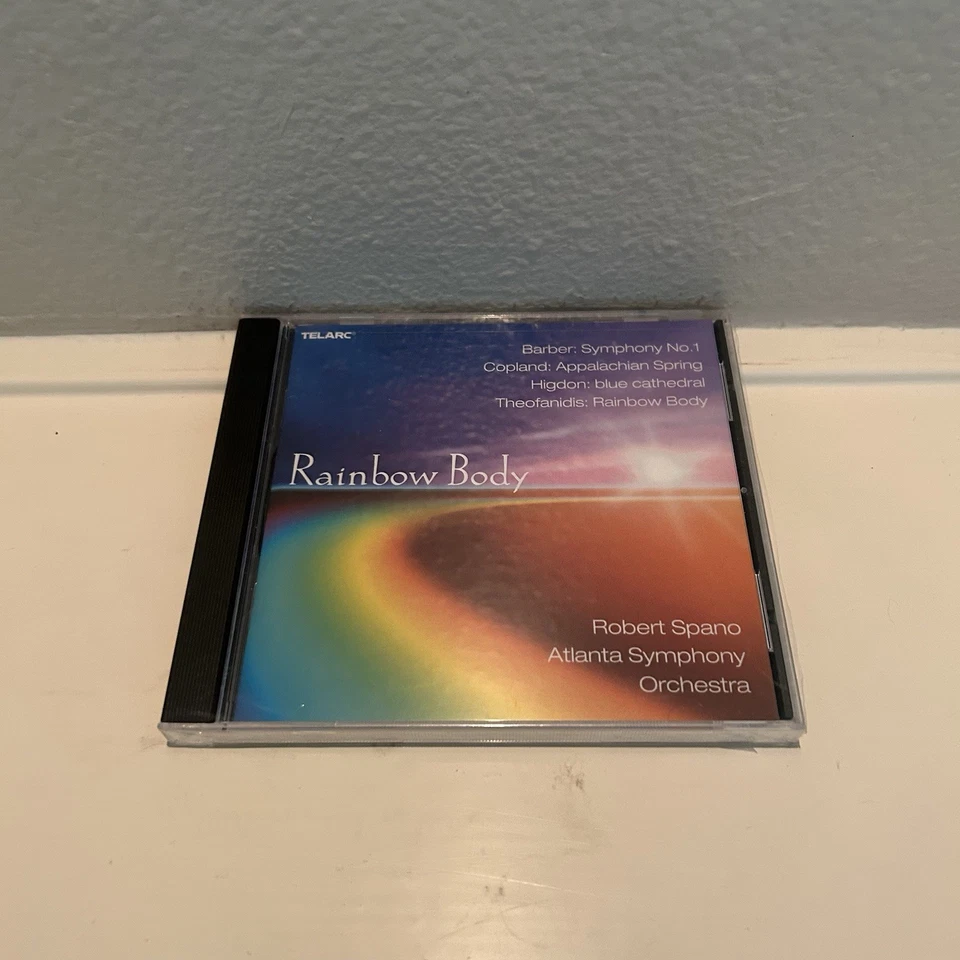 TELARC®
Barber: Symphony No.1
Copland: Appalachian Spring
Higdon: blue cathedral
Theofanidis: Rainbow Body
Rainbow Body
Robert Spano
Atlanta Symphony
Orchestra